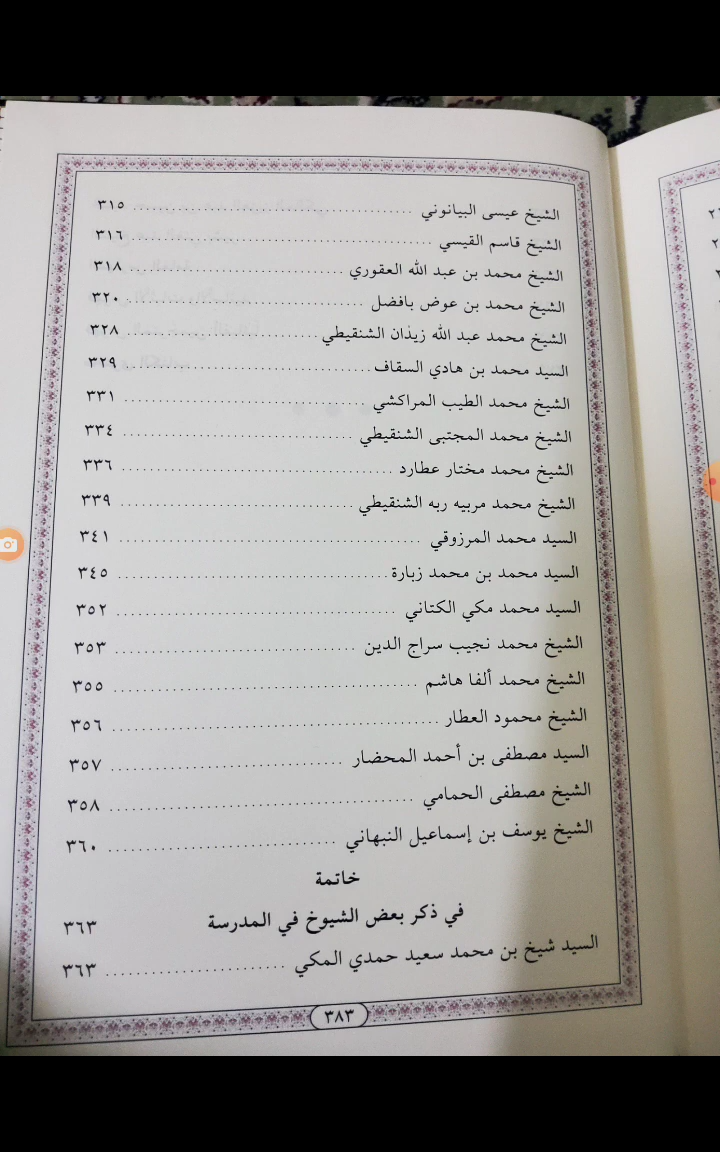 الشيخ عيسى البيانوني ........................ ٣١٥
الشيخ قاسم القيسي ........................ ٣١٦
الشيخ محمد بن عبد الله العقوري ........................ ٣١٨
الشيخ محمد بن عوض بافضل ........................ ٣٢٠
الشيخ محمد عبد الله زيدان الشنقيطي ........................ ٣٢٨
السيد محمد بن هادي السقاف ........................ ٣٢٩
الشيخ محمد الطيب المراكشي ........................ ٣٣١
الشيخ محمد المجتبى الشنقيطي ........................ ٣٣٤
الشيخ محمد مختار عطارد ........................ ٣٣٦
الشيخ محمد مربيه ربه الشنقيطي ........................ ٣٣٩
السيد محمد المرزوقي ........................ ٣٤١
السيد محمد بن محمد زبارة ........................ ٣٤٥
السيد محمد مكي الكتاني ........................ ٣٥٢
الشيخ محمد نجيب سراج الدين ........................ ٣٥٣
الشيخ محمد ألفا هاشم ........................ ٣٥٥
الشيخ محمود العطار ........................ ٣٥٦
السيد مصطفى بن أحمد المحضار ........................ ٣٥٧
الشيخ مصطفى الحمامي ........................ ٣٥٨
الشيخ يوسف بن إسماعيل النبهاني ........................ ٣٦٠
خاتمة
في ذكر بعض الشيوخ في المدرسة ٣٦٣
السيد شيخ بن محمد سعيد حمدي المكي ........................ ٣٦٣
٣٨٣